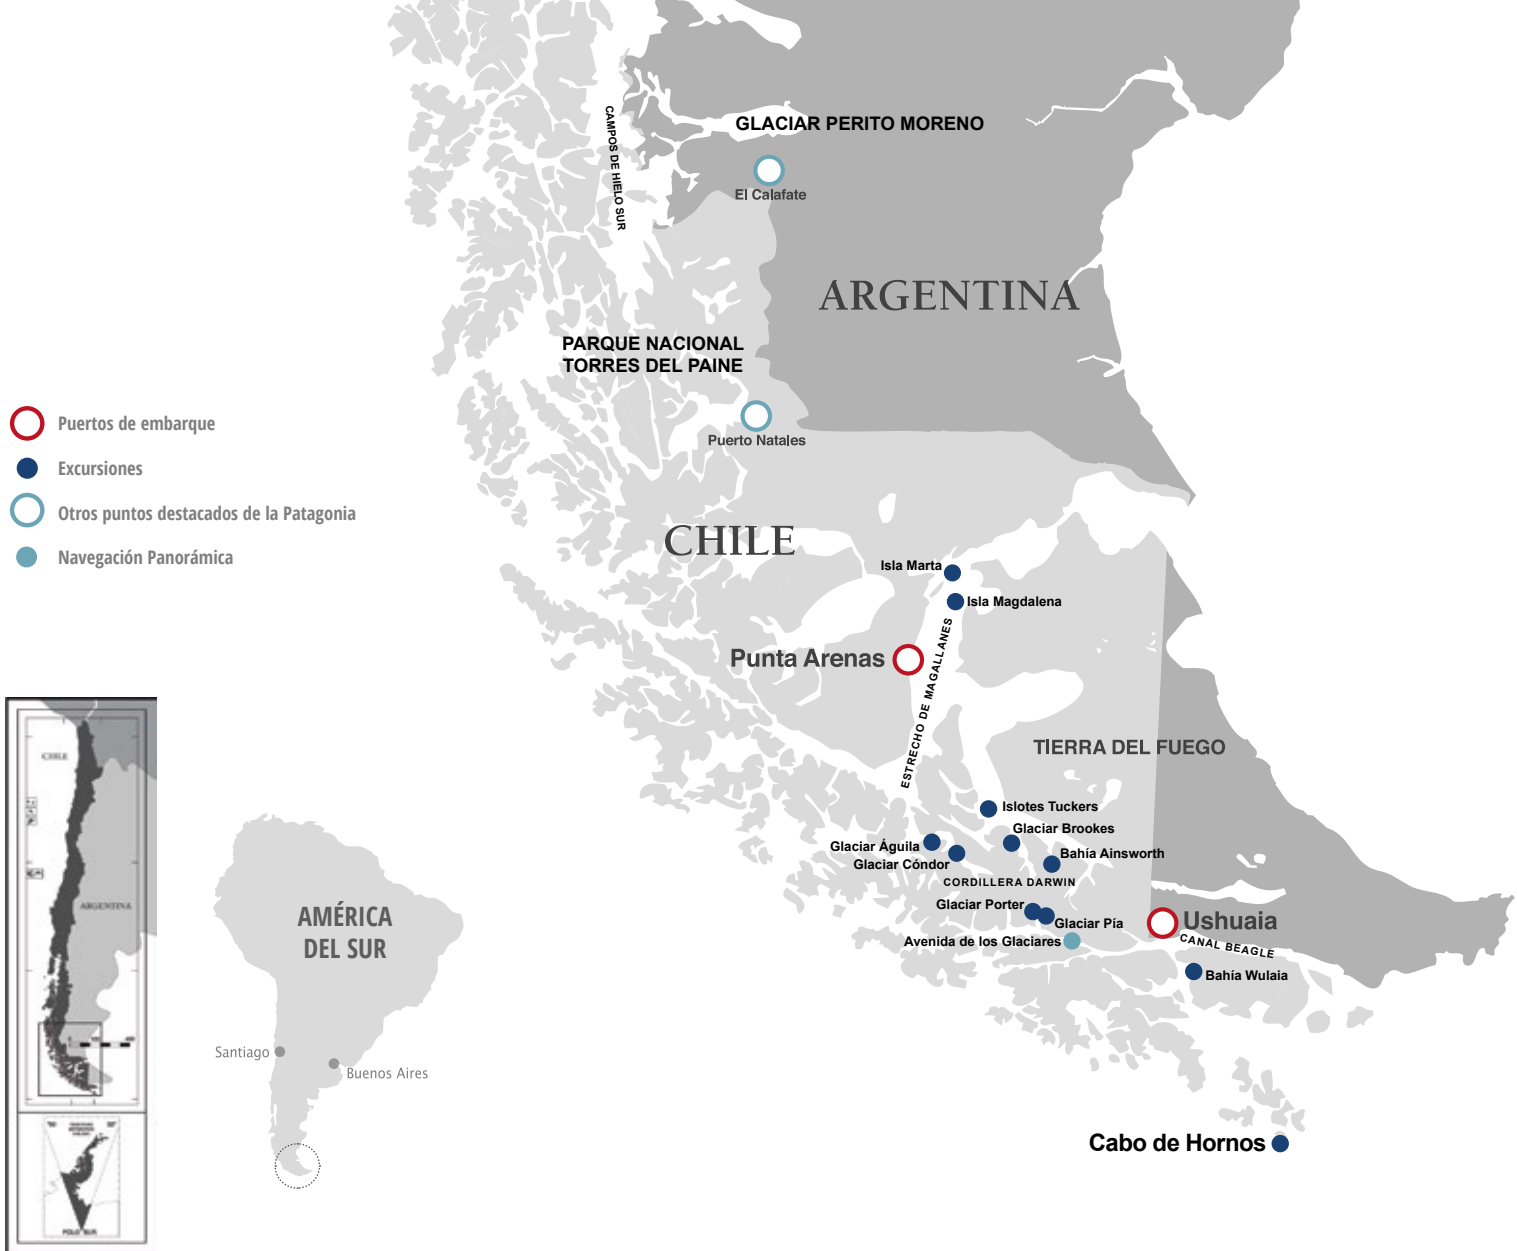 GLACIAR PERITO MORENO
El Calafate
CAMPOS DE HIELO SUR
ARGENTINA
PARQUE NACIONAL
TORRES DEL PAINE
Puerto Natales
Puertos de embarque
Excursiones
Otros puntos destacados de la Patagonia
Navegación Panorámica
CHILE
Isla Marta
Isla Magdalena
Punta Arenas
ESTRECHO DE MAGALLANES
TIERRA DEL FUEGO
Islotes Tuckers
Glaciar Brookes
Glaciar Águila
Glaciar Cóndor
Bahía Ainsworth
CORDILLERA DARWIN
Glaciar Porter
Glaciar Pía
Avenida de los Glaciares
Ushuaia
CANAL BEAGLE
Bahía Wulaia
Cabo de Hornos
CHILE
ARGENTINA
POLO SUR
AMÉRICA
DEL SUR
Santiago
Buenos Aires